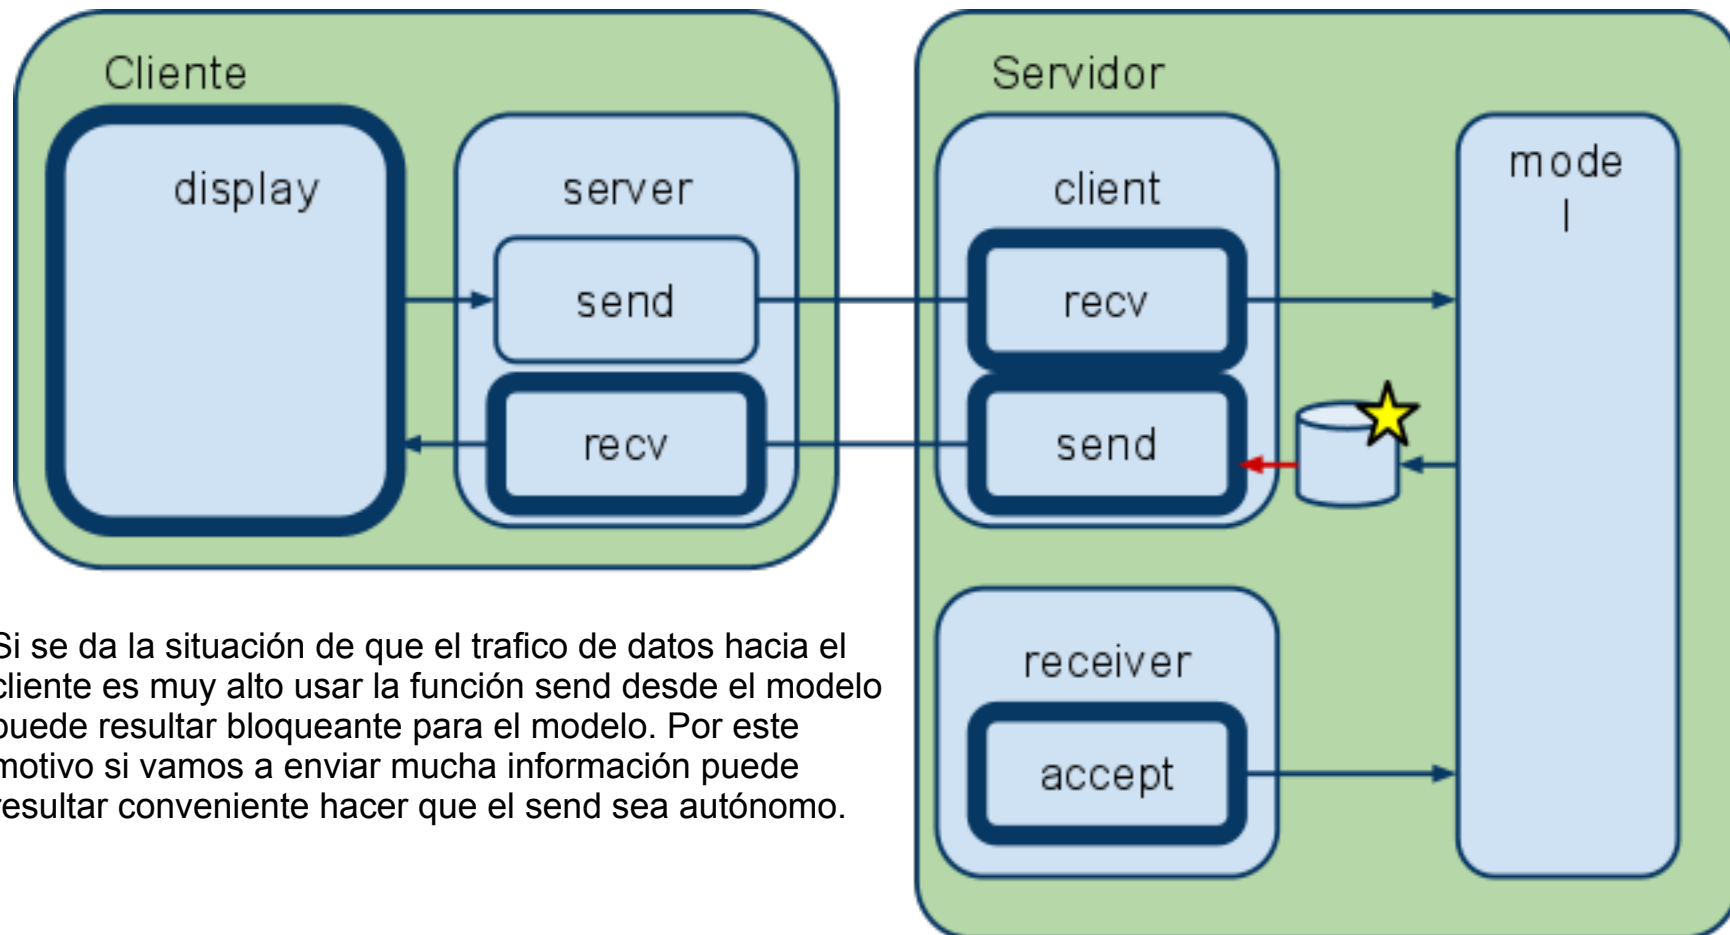 Cliente
Servidor
display
server
send
recv
client
recv
send
mode
l
receiver
accept
Si se da la situación de que el trafico de datos hacia el
cliente es muy alto usar la función send desde el modelo
puede resultar bloqueante para el modelo. Por este
motivo si vamos a enviar mucha información puede
resultar conveniente hacer que el send sea autónomo.